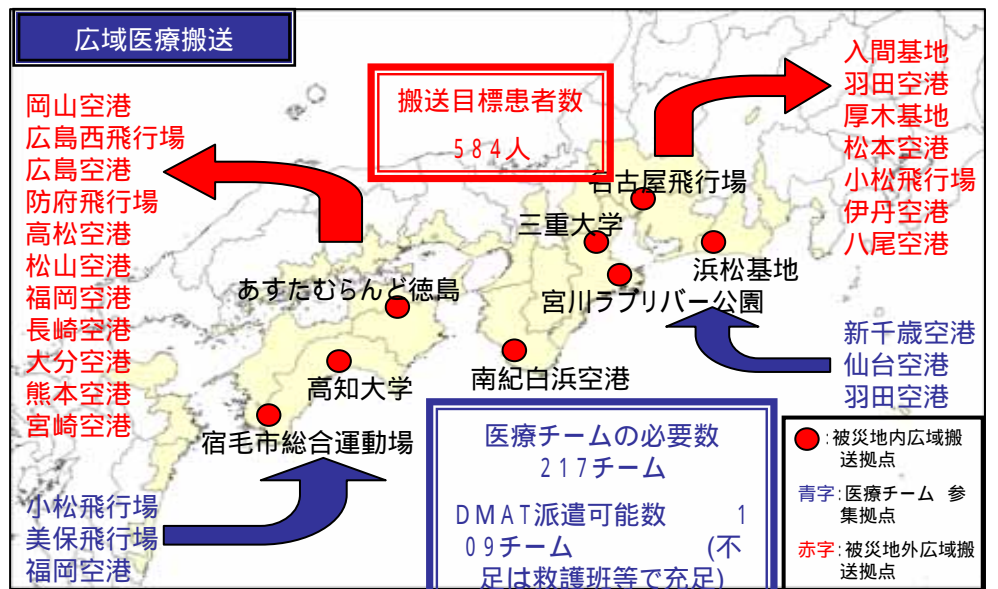 広域医療搬送
岡山空港
広島西飛行場
広島空港
防府飛行場
高松空港
松山空港
福岡空港
長崎空港
大分空港
熊本空港
宮崎空港
搬送目標患者数
584人
入間基地
羽田空港
厚木基地
松本空港
小松飛行場
伊丹空港
八尾空港
名古屋飛行場
三重大学
浜松基地
宮川ラブリバー公園
あすたむらんど徳島
南紀白浜空港
高知大学
宿毛市総合運動場
新千歳空港
仙台空港
羽田空港
小松飛行場
美保飛行場
福岡空港
医療チームの必要数
217チーム
DMAT派遣可能数 1
09チーム (不
足は救護班等で充足)
:被災地内広域搬
送拠点
青字:医療チーム 参
集拠点
赤字:被災地外広域搬
送拠点